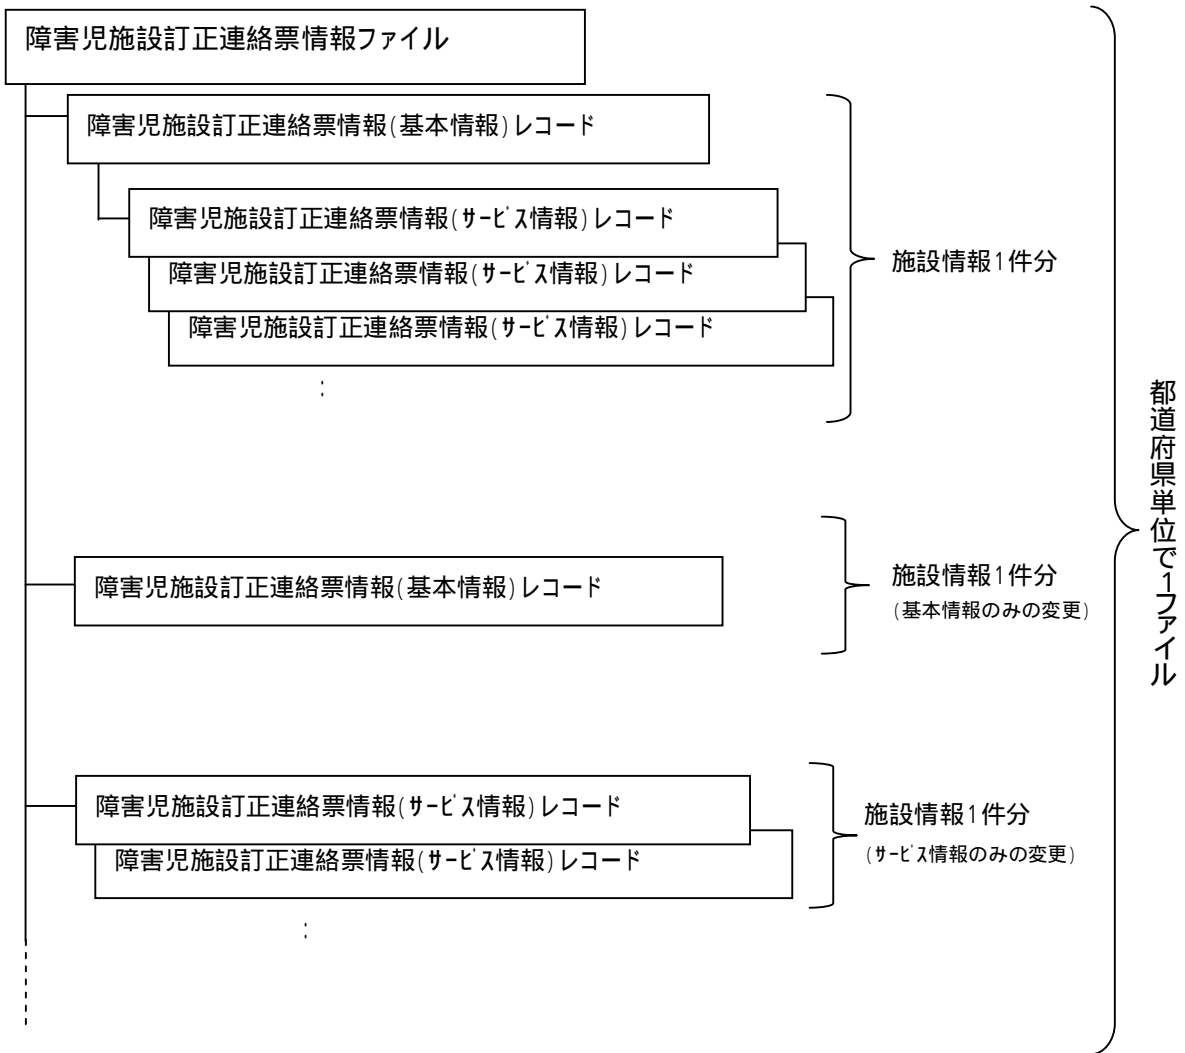 障害児施設訂正連絡票情報ファイル
障害児施設訂正連絡票情報(基本情報)レコード
障害児施設訂正連絡票情報(サービス情報)レコード
障害児施設訂正連絡票情報(サービス情報)レコード
障害児施設訂正連絡票情報(サービス情報)レコード
施設情報1件分
障害児施設訂正連絡票情報(基本情報)レコード
施設情報1件分
(基本情報のみの変更)
障害児施設訂正連絡票情報(サービス情報)レコード
障害児施設訂正連絡票情報(サービス情報)レコード
施設情報1件分
(サービス情報のみの変更)
都道府県単位で1ファイル